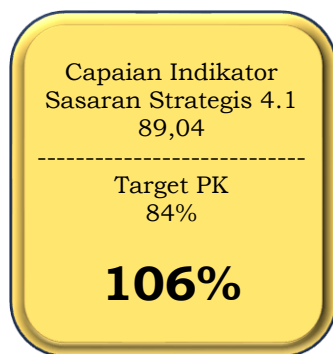 Capaian Indikator
Sasaran Strategis 4.1
89,04
----------------------------
Target PK
84%
106%